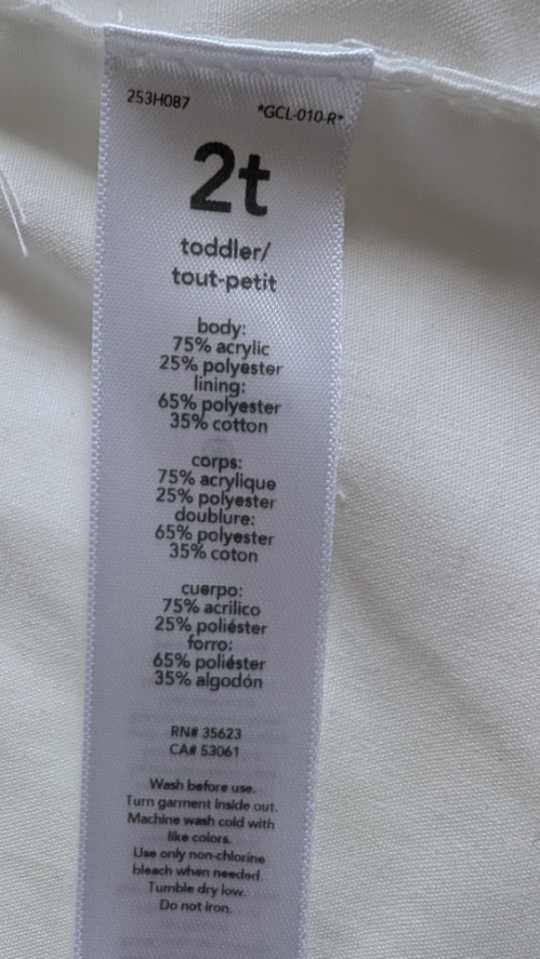 253H087 *GCL-010-R*
2t
toddler/
tout-petit
body:
75% acrylic
25% polyester
lining:
65% polyester
35% cotton
corps:
75% acrylique
25% polyester
doublure:
65% polyester
35% coton
cuerpo:
75% acrilico
25% poliéster
forro:
65% poliéster
35% algodón
RN# 35623
CA# 53061
Wash before use.
Turn garment inside out.
Machine wash cold with
like colors.
Use only non-chlorine
bleach when needed.
Tumble dry low.
Do not iron.